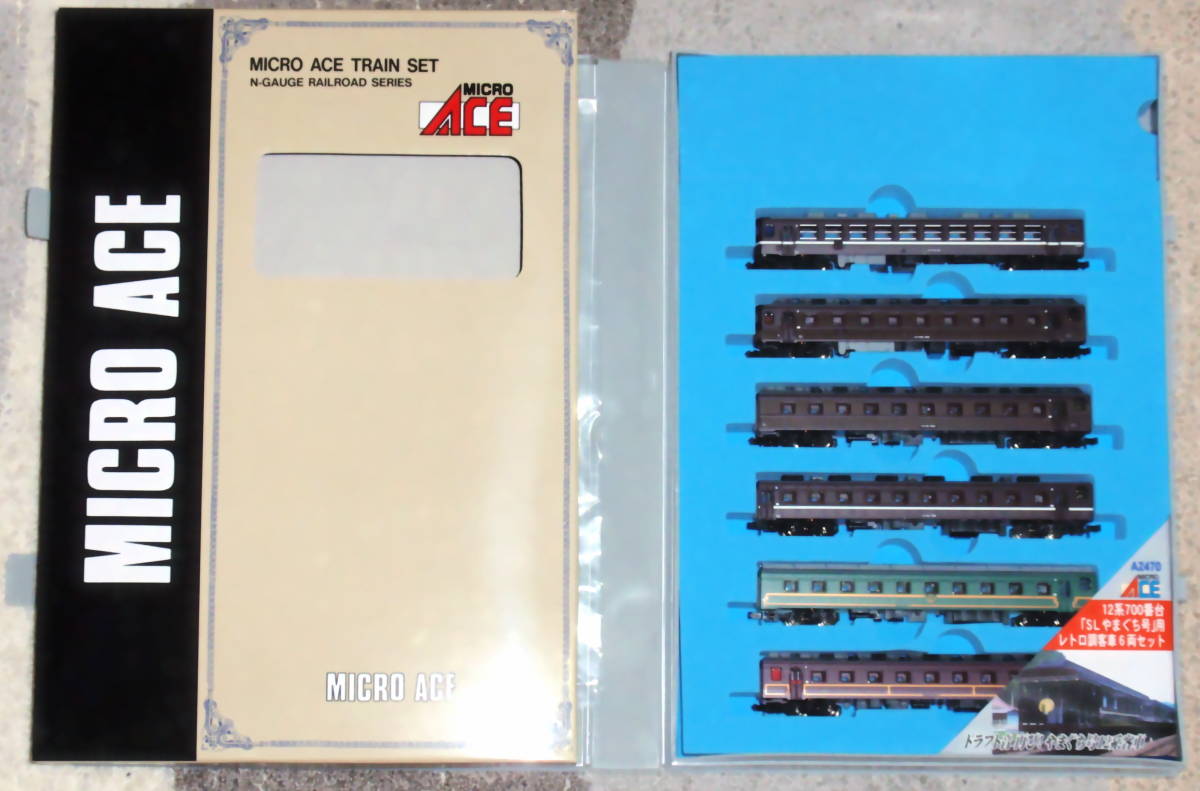 MICRO ACE
MICRO ACE TRAIN SET
N-GAUGE RAILROAD SERIES
MICRO
ACE
MICRO ACE
A2470
MICRO
ACE
12系700番台
「SLやまぐち号」用
レトロ調客車6両セット